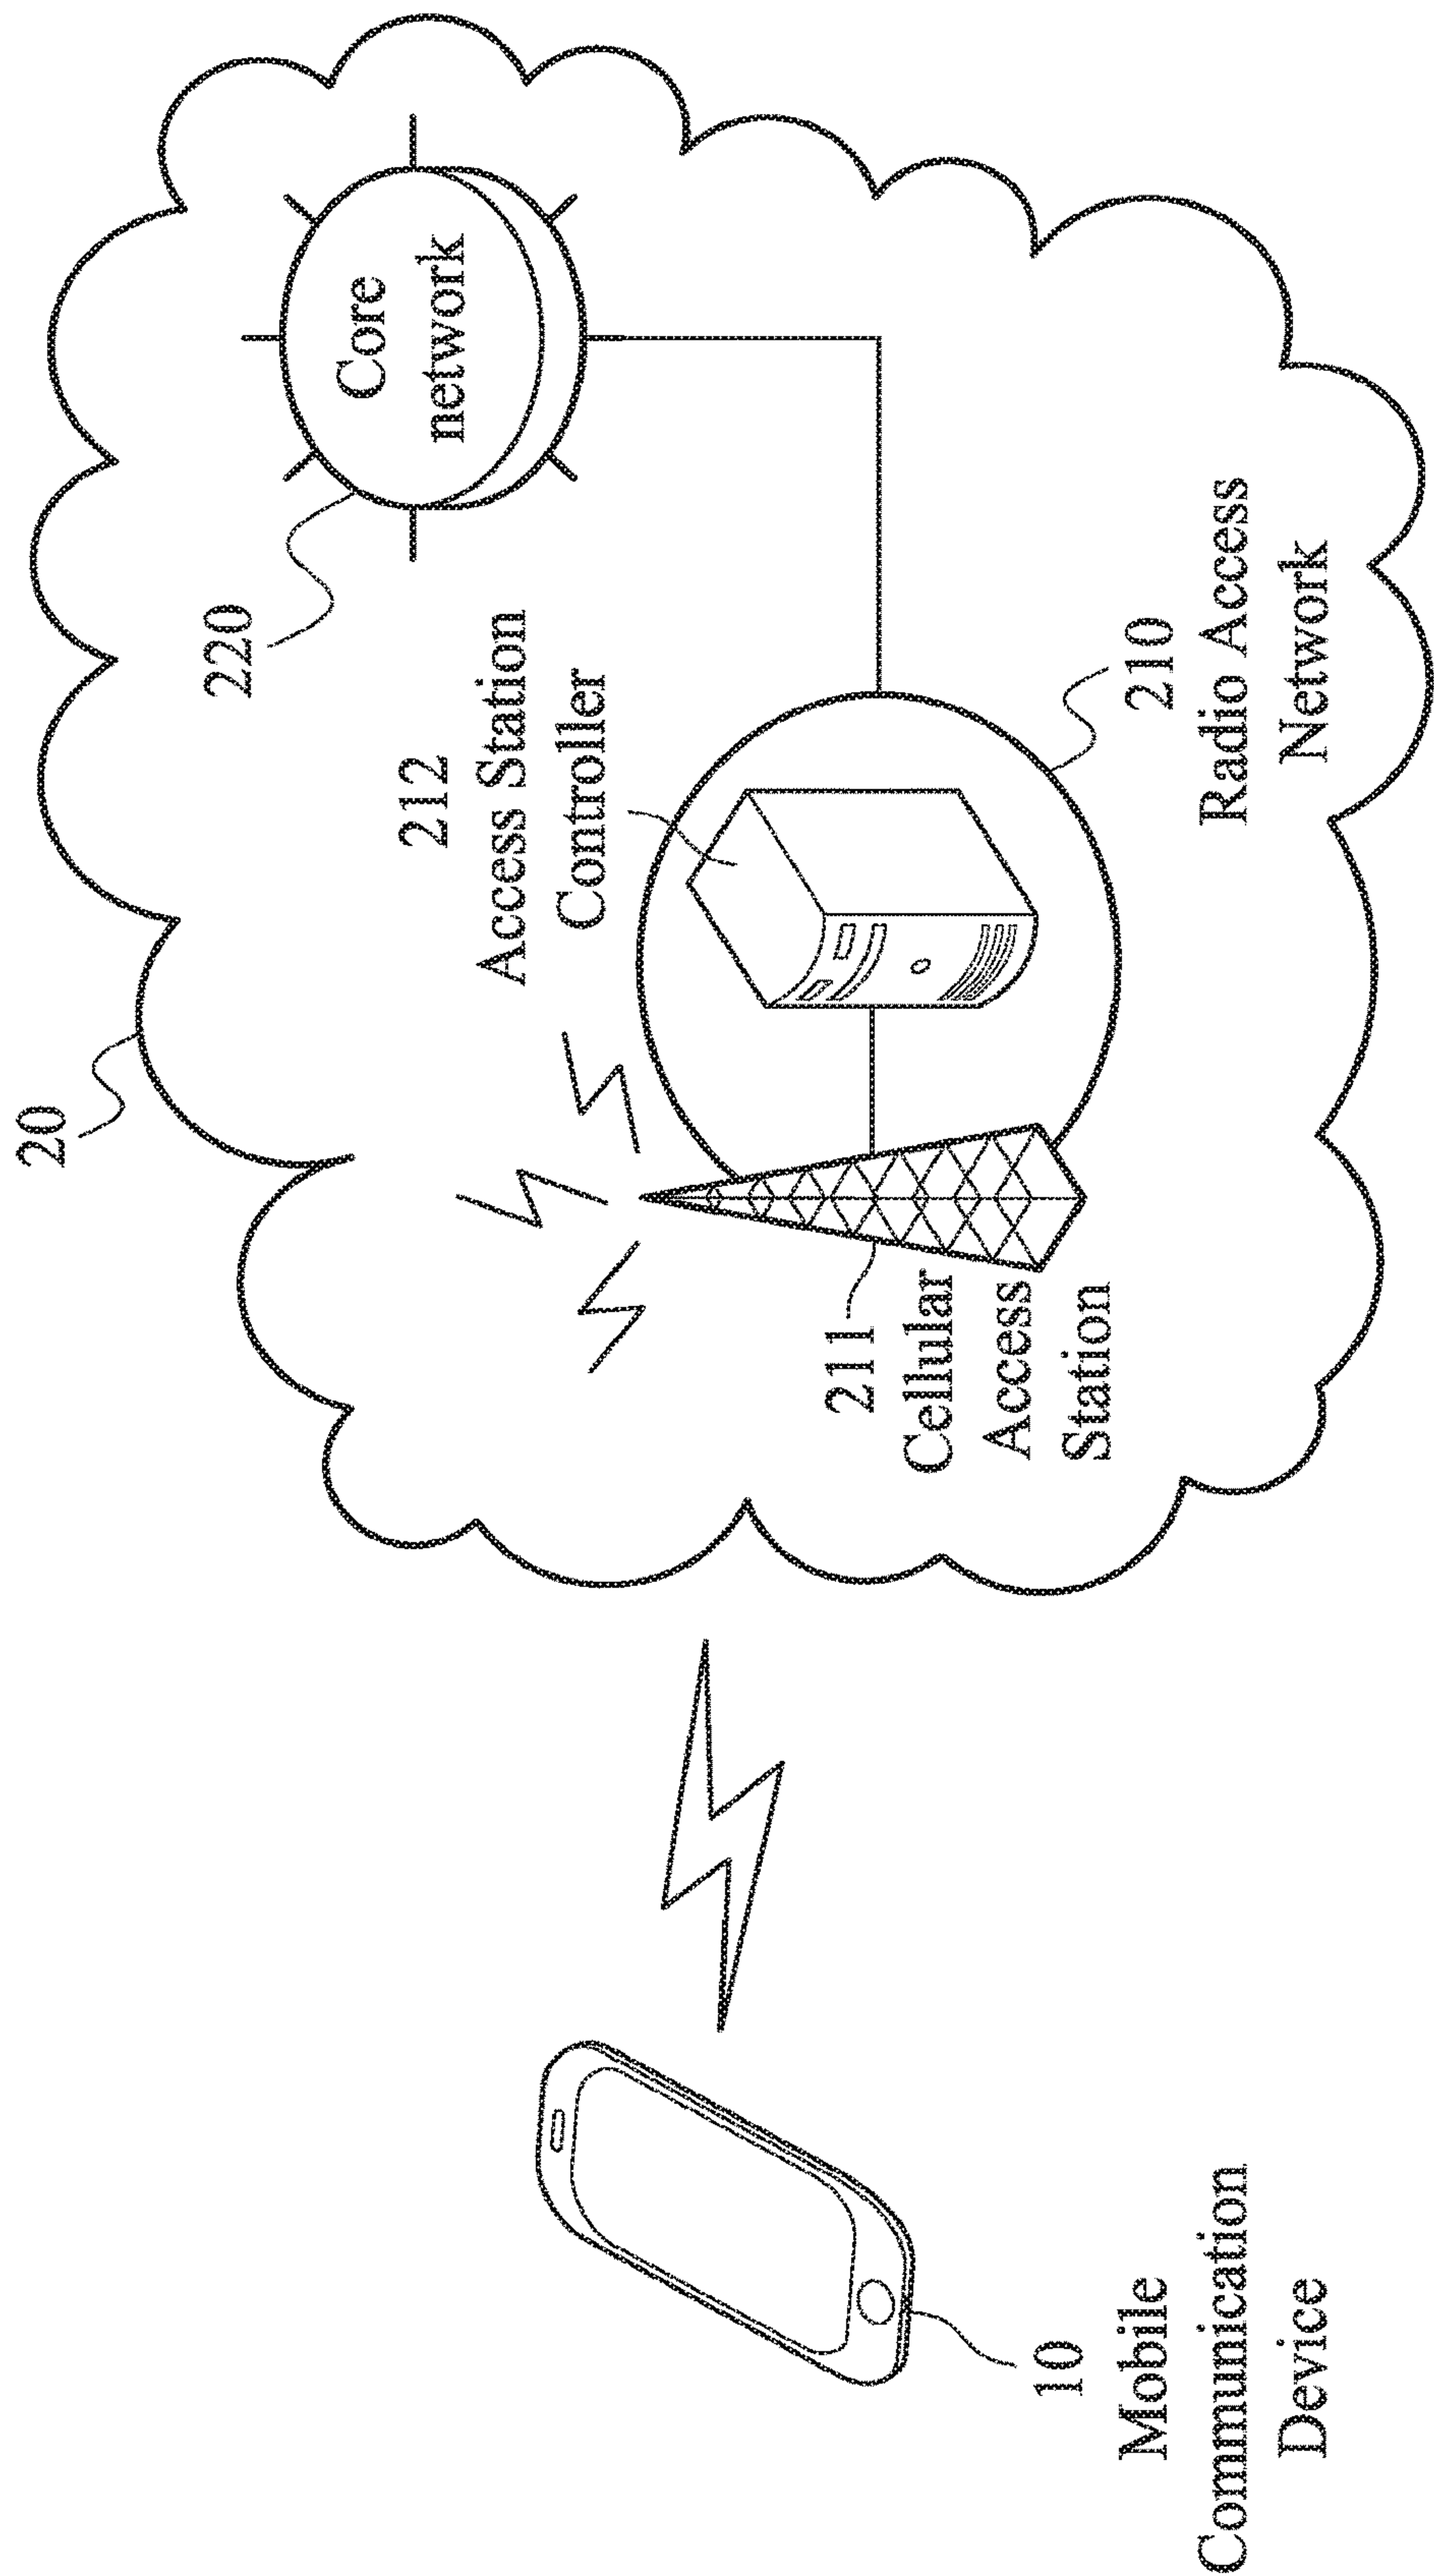 20
220
Core
network
212
Access Station
Controller
211
Cellular
Access
Station
210
Radio Access
Network
10
Mobile
Communication
Device